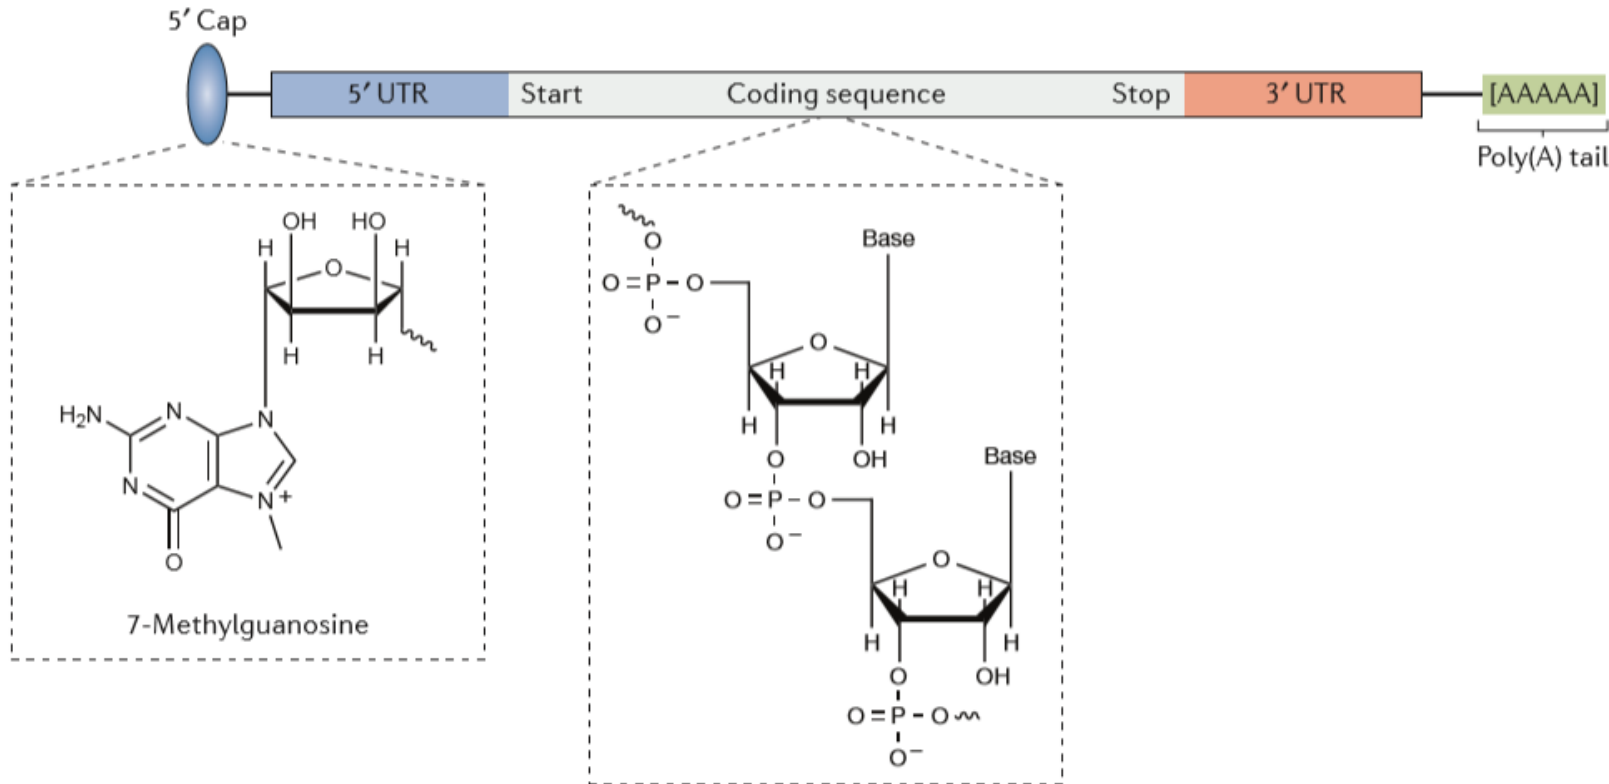 5′ Cap
5′ UTR
Start
Coding sequence
Stop
3′ UTR
[AAAAA]
Poly(A) tail
OH
HO
H
H
O
H
H
H₂N
N
N
N
N⁺
O
7-Methylguanosine
O
Base
O=P-O
O⁻
O
H
H
H
H
O
OH
Base
O=P-O
O⁻
O
H
H
H
H
O
OH
O=P-O
O⁻